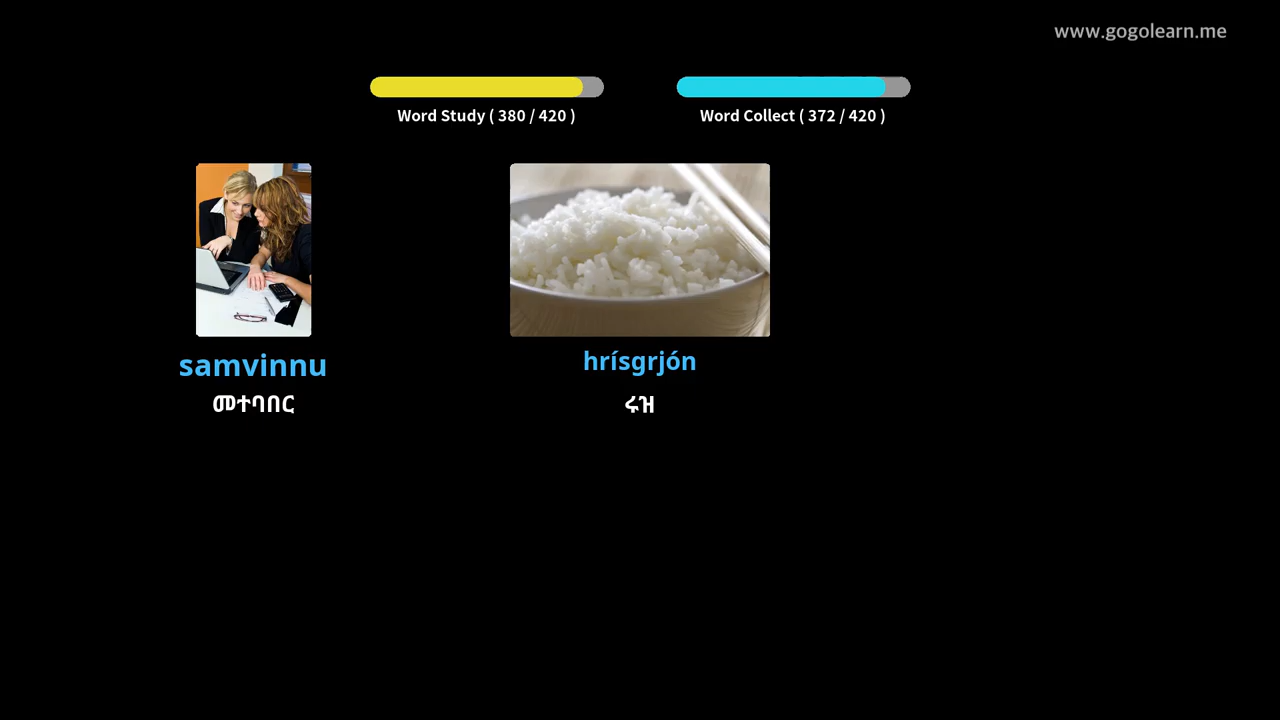 www.gogolearn.me
Word Study ( 380 / 420 )
Word Collect ( 372 / 420 )
samvinnu
hrísgrjón
መተባበር
ሩዝ